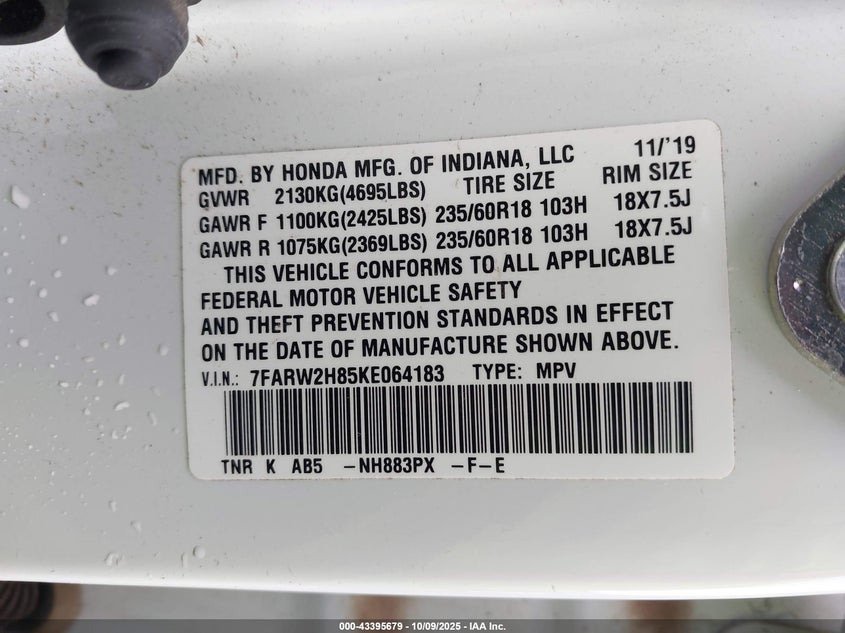 MFD. BY HONDA MFG. OF INDIANA, LLC 11/'19
GVWR 2130KG(4695LBS) TIRE SIZE RIM SIZE
GAWR F 1100KG(2425LBS) 235/60R18 103H 18X7.5J
GAWR R 1075KG(2369LBS) 235/60R18 103H 18X7.5J
THIS VEHICLE CONFORMS TO ALL APPLICABLE
FEDERAL MOTOR VEHICLE SAFETY
AND THEFT PREVENTION STANDARDS IN EFFECT
ON THE DATE OF MANUFACTURE SHOWN ABOVE.
V.I.N.: 7FARW2H85KE064183 TYPE: MPV
TNR K AB5 -NH883PX -F-E
000-43395679 - 10/09/2025 - IAA Inc.